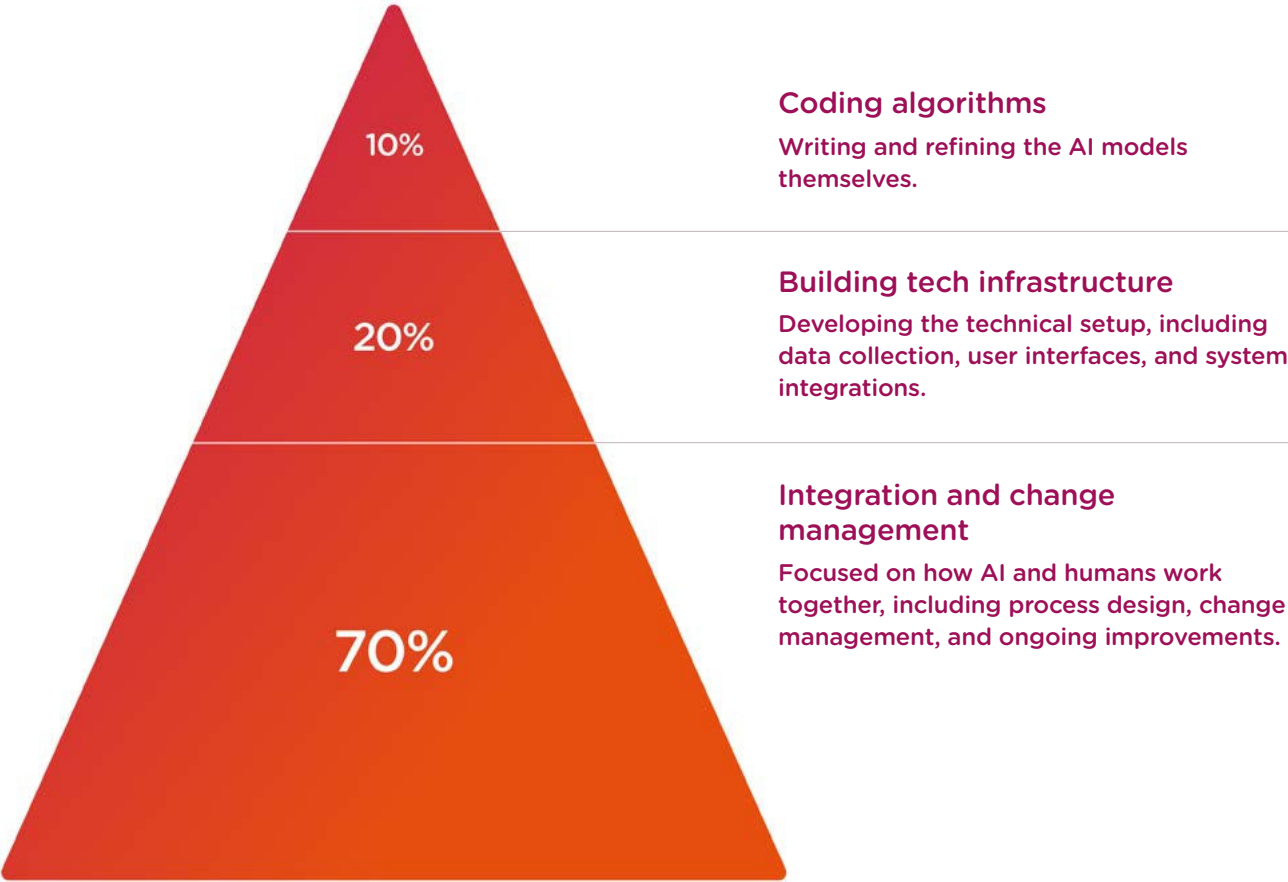 10%
Coding algorithms
Writing and refining the AI models
themselves.
20%
Building tech infrastructure
Developing the technical setup, including
data collection, user interfaces, and system
integrations.
70%
Integration and change
management
Focused on how AI and humans work
together, including process design, change
management, and ongoing improvements.